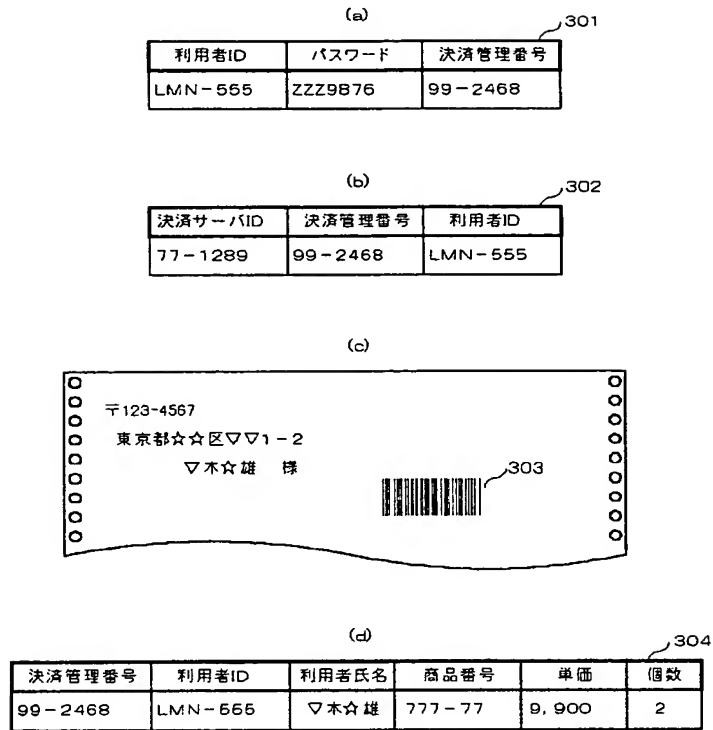 (a)
301
利用者ID パスワード 決済管理番号
LMN-555 ZZZ9876 99-2468
(b)
302
決済サーバID 決済管理番号 利用者ID
77-1289 99-2468 LMN-555
(c)
〒123-4567
東京都☆☆区▽▽1-2
▽木☆雄 様
303
(d)
304
決済管理番号 利用者ID 利用者氏名 商品番号 単価 個数
99-2468 LMN-555 ▽木☆雄 777-77 9,900 2